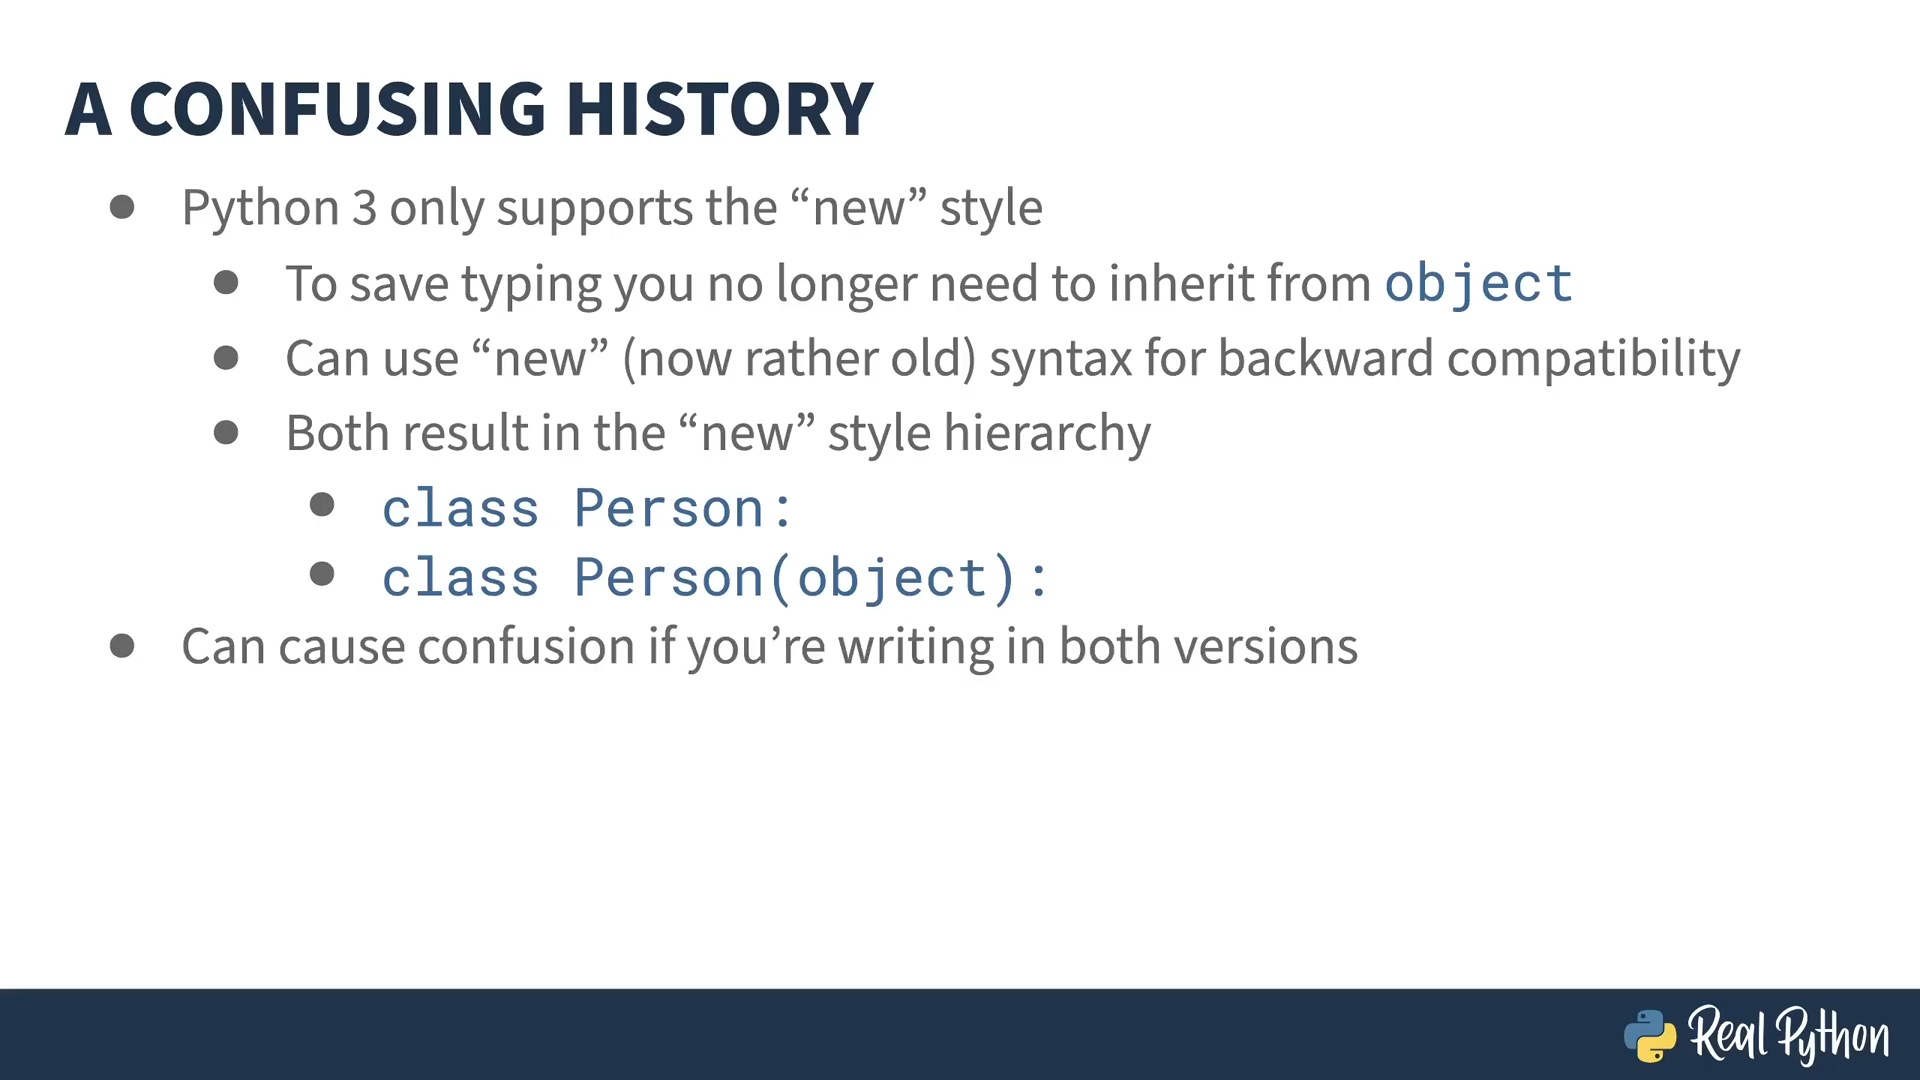 A CONFUSING HISTORY
● Python 3 only supports the “new” style
● To save typing you no longer need to inherit from object
● Can use “new” (now rather old) syntax for backward compatibility
● Both result in the “new” style hierarchy
● class Person:
● class Person(object):
● Can cause confusion if you’re writing in both versions
Real Python